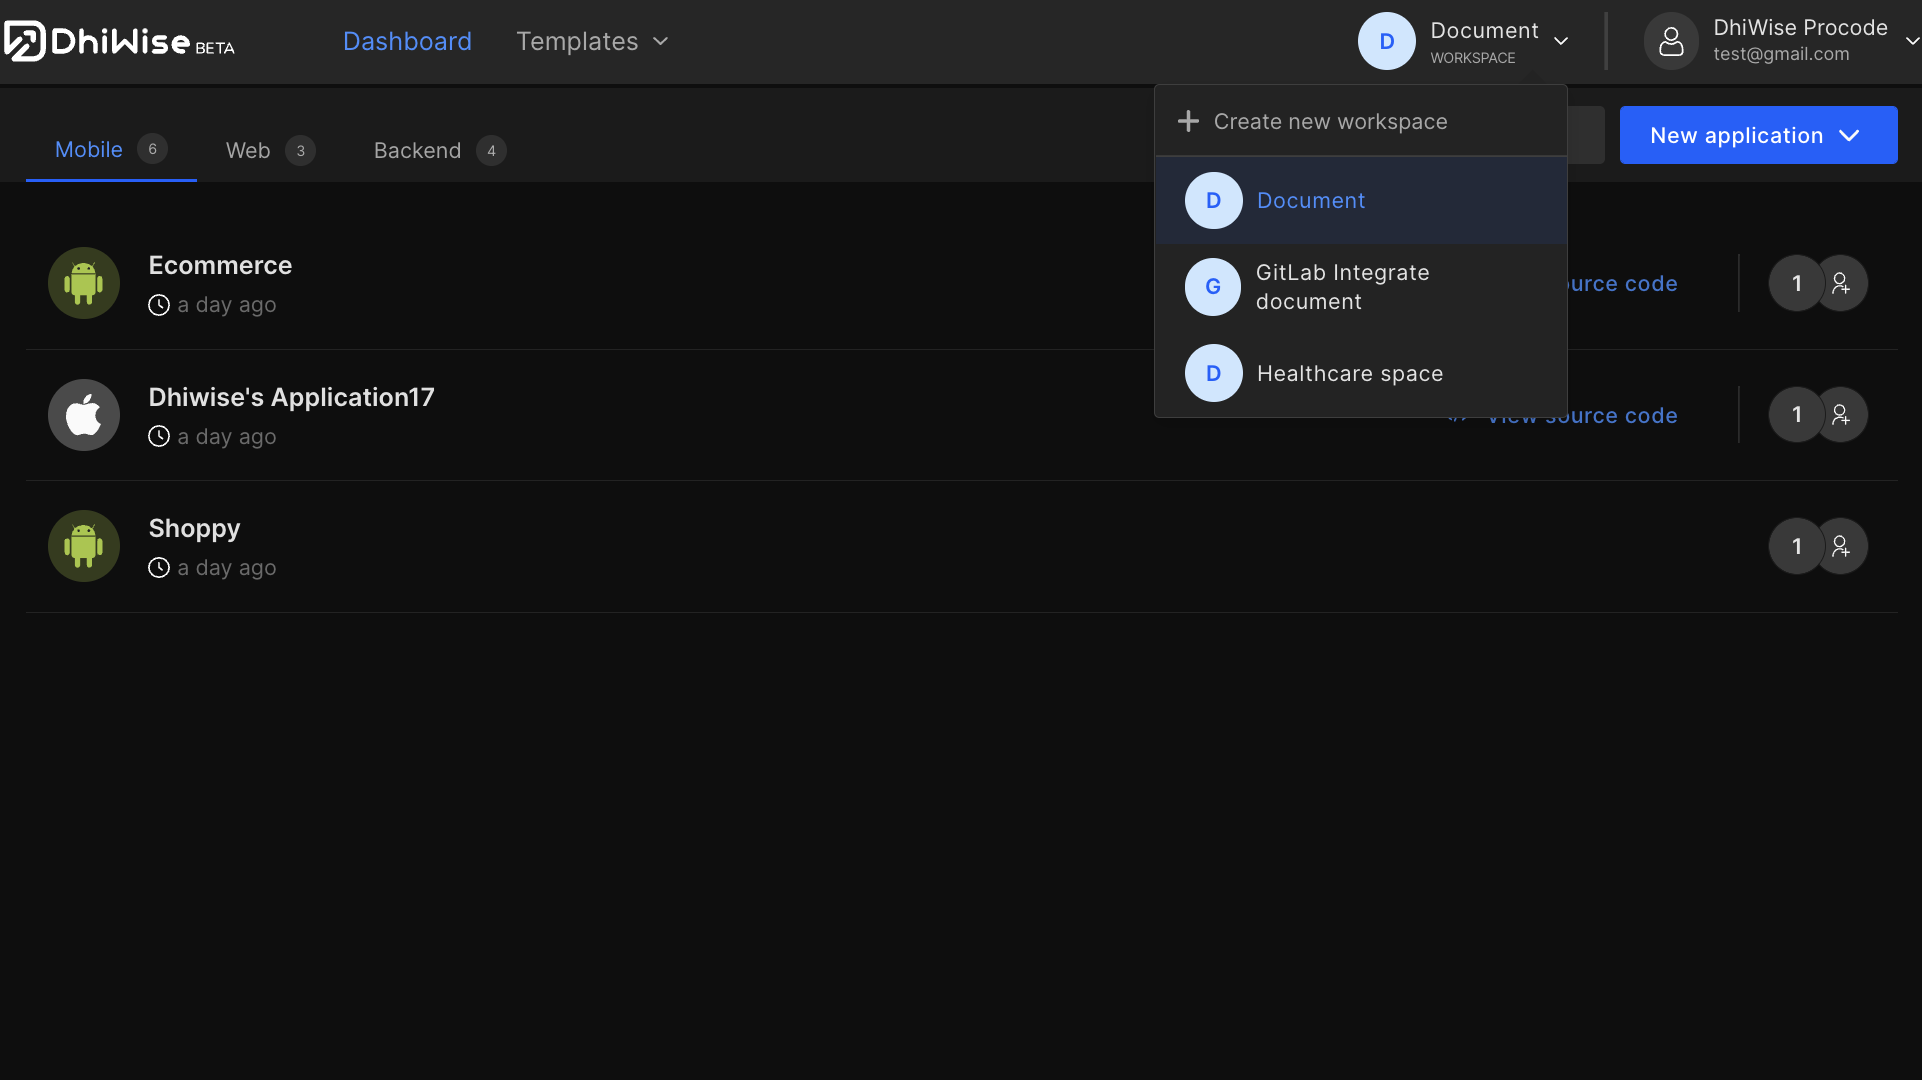 DhiWise BETA
Dashboard
Templates
D
Document
WORKSPACE
DhiWise Procode
test@gmail.com
Mobile 6
Web 3
Backend 4
Create new workspace
New application
D Document
G GitLab Integrate
document
D Healthcare space
Ecommerce
a day ago
source code
1
Dhiwise's Application17
a day ago
View source code
1
Shoppy
a day ago
1